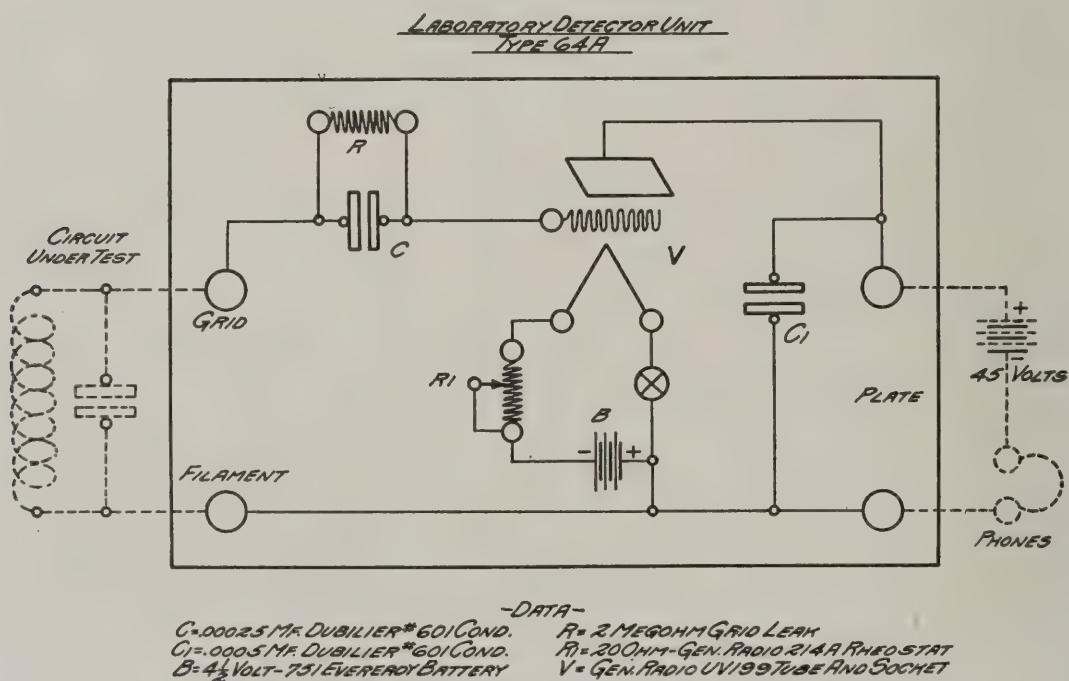 LABORATORY DETECTOR UNIT
TYPE 64A
R
CIRCUIT
UNDER TEST
C
V
GRID
C1
+
-
45 VOLTS
R1
B
PLATE
- +
FILAMENT
PHONES
-DATA-
C=.00025 MF. DUBILIER #601 COND.
C1=.0005 MF. DUBILIER #601 COND.
B=4½ VOLT-751 EVEREADY BATTERY
R=2 MEGOHM GRID LEAK
R1=20 OHM-GEN. RADIO 214A RHEOSTAT
V=GEN. RADIO UV199 TUBE AND SOCKET